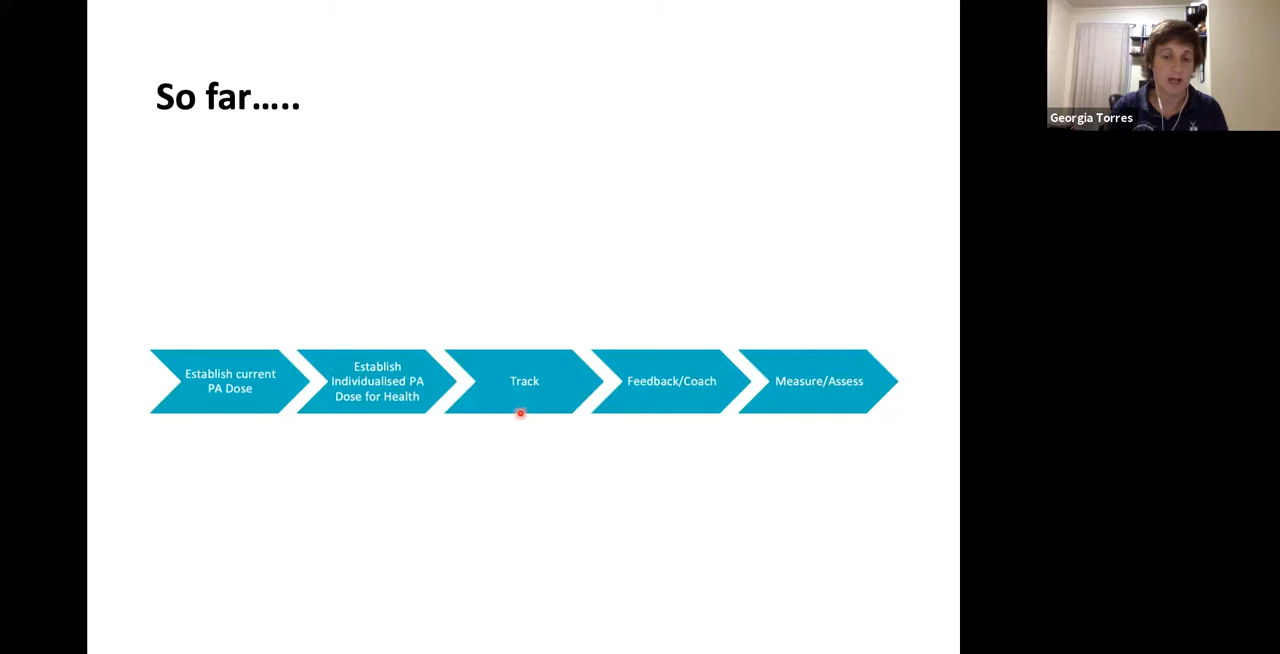 So far.....
Establish current
PA Dose
Establish
Individualised PA
Dose for Health
Track
Feedback/Coach
Measure/Assess
Georgia Torres